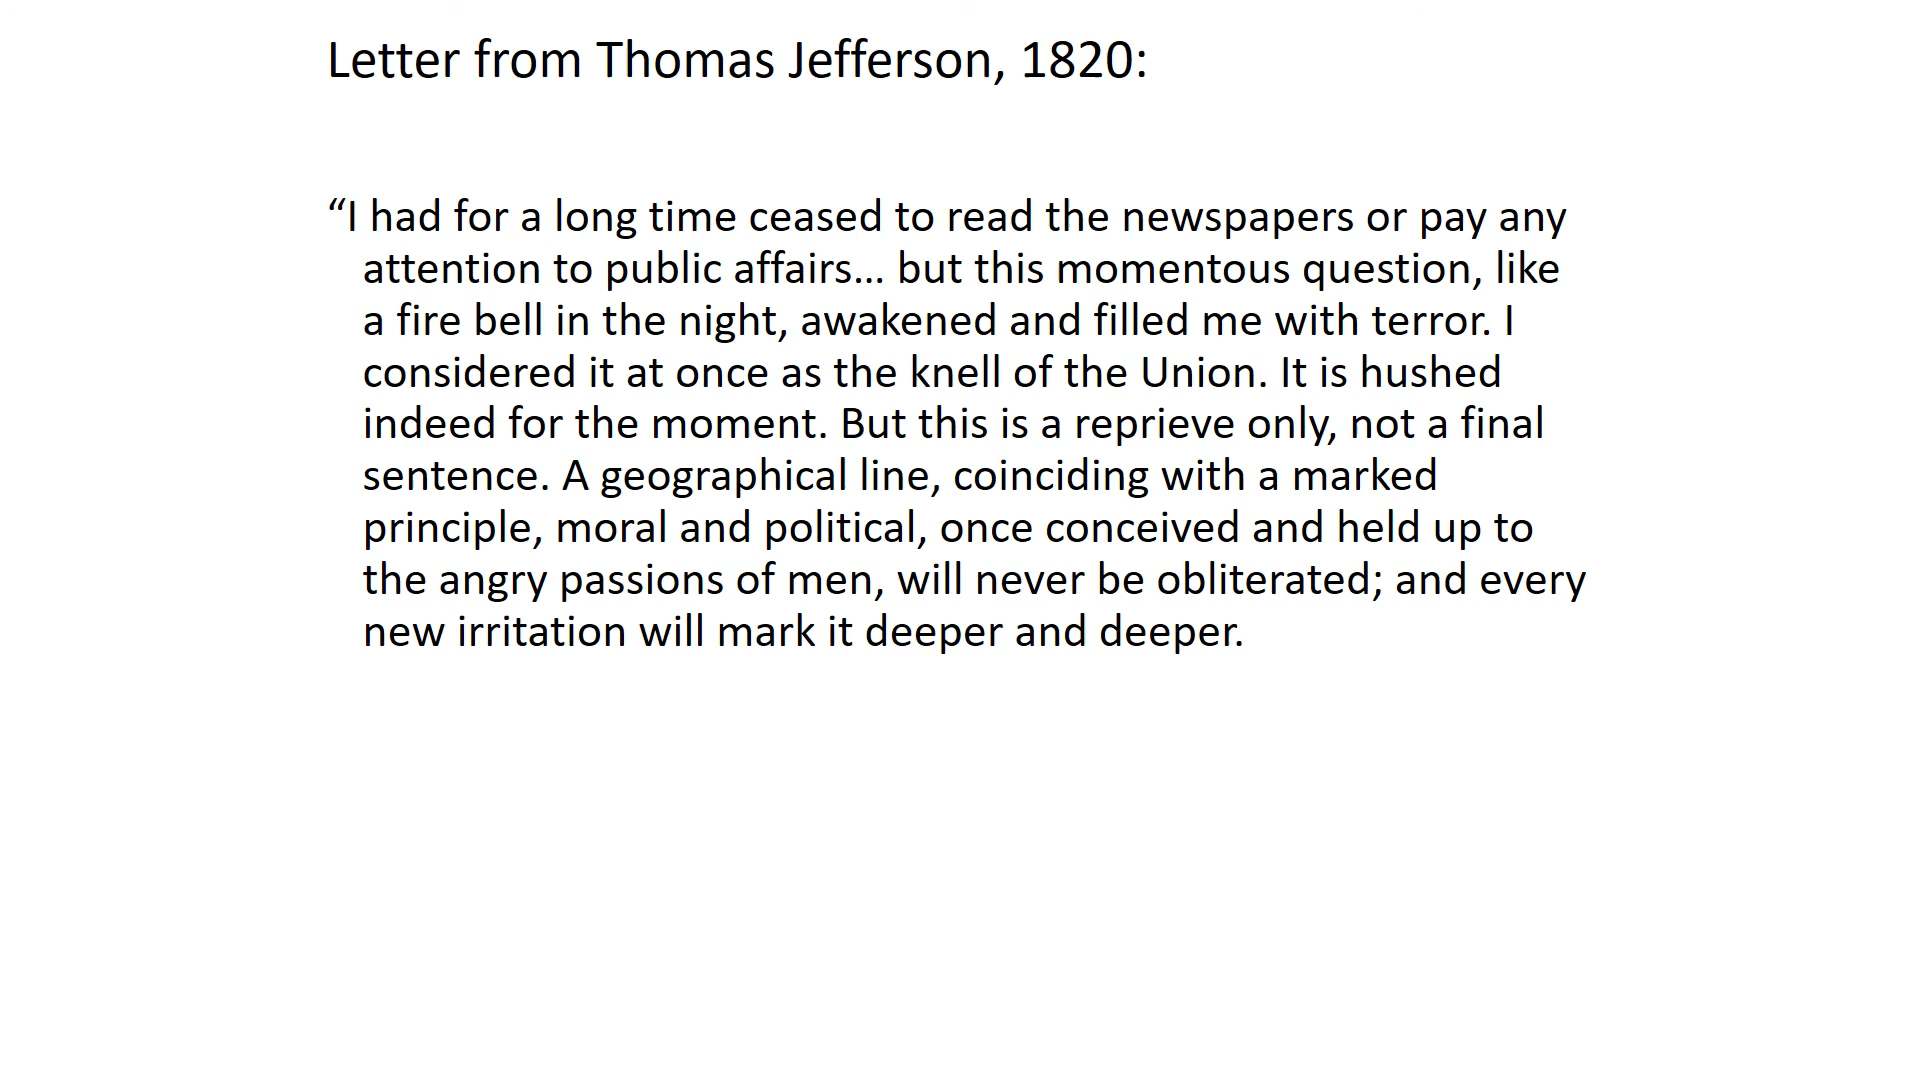 Letter from Thomas Jefferson, 1820:
“I had for a long time ceased to read the newspapers or pay any
attention to public affairs… but this momentous question, like
a fire bell in the night, awakened and filled me with terror. I
considered it at once as the knell of the Union. It is hushed
indeed for the moment. But this is a reprieve only, not a final
sentence. A geographical line, coinciding with a marked
principle, moral and political, once conceived and held up to
the angry passions of men, will never be obliterated; and every
new irritation will mark it deeper and deeper.